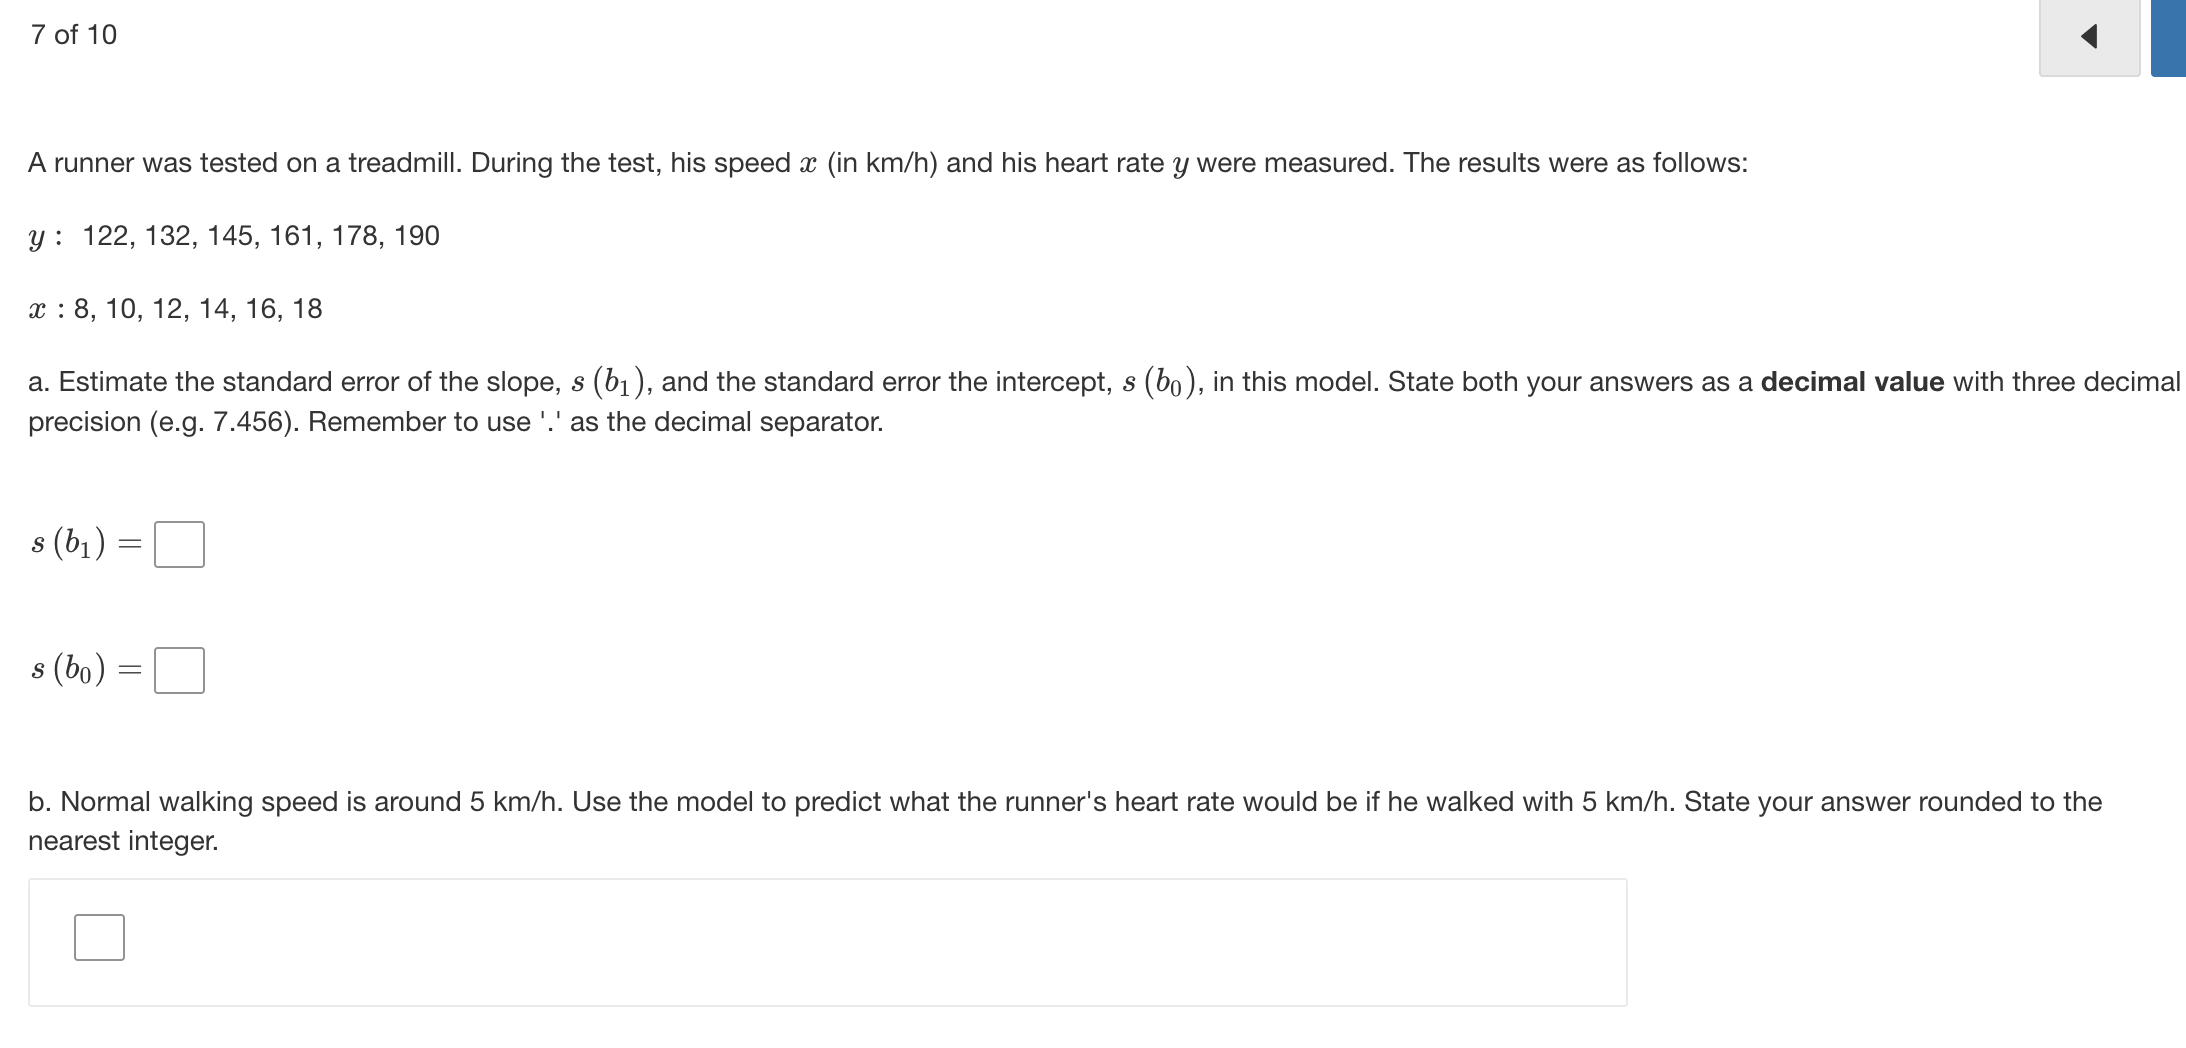 7 of 10
A runner was tested on a treadmill. During the test, his speed x (in km/h) and his heart rate y were measured. The results were as follows:
y : 122, 132, 145, 161, 178, 190
x : 8, 10, 12, 14, 16, 18
a. Estimate the standard error of the slope, s (b₁), and the standard error the intercept, s (b₀), in this model. State both your answers as a decimal value with three decimal
precision (e.g. 7.456). Remember to use '.' as the decimal separator.
s (b₁) =
s (b₀) =
b. Normal walking speed is around 5 km/h. Use the model to predict what the runner's heart rate would be if he walked with 5 km/h. State your answer rounded to the
nearest integer.